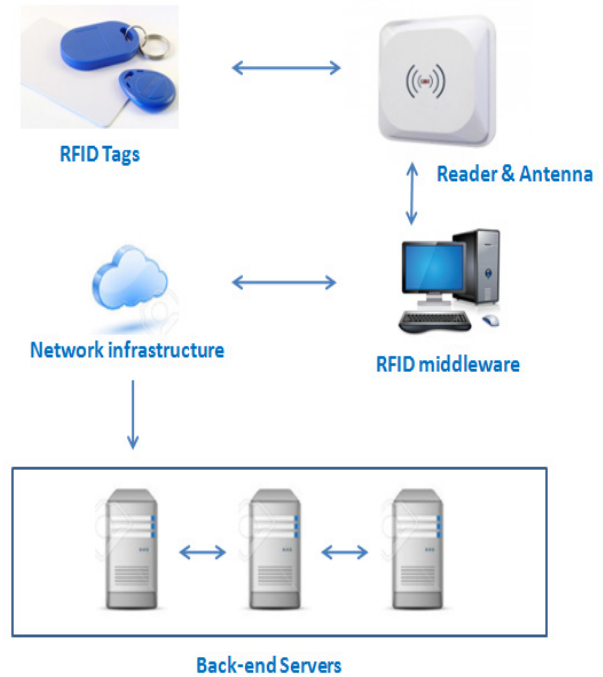 RFID Tags
Reader & Antenna
Network infrastructure
RFID middleware
Back-end Servers